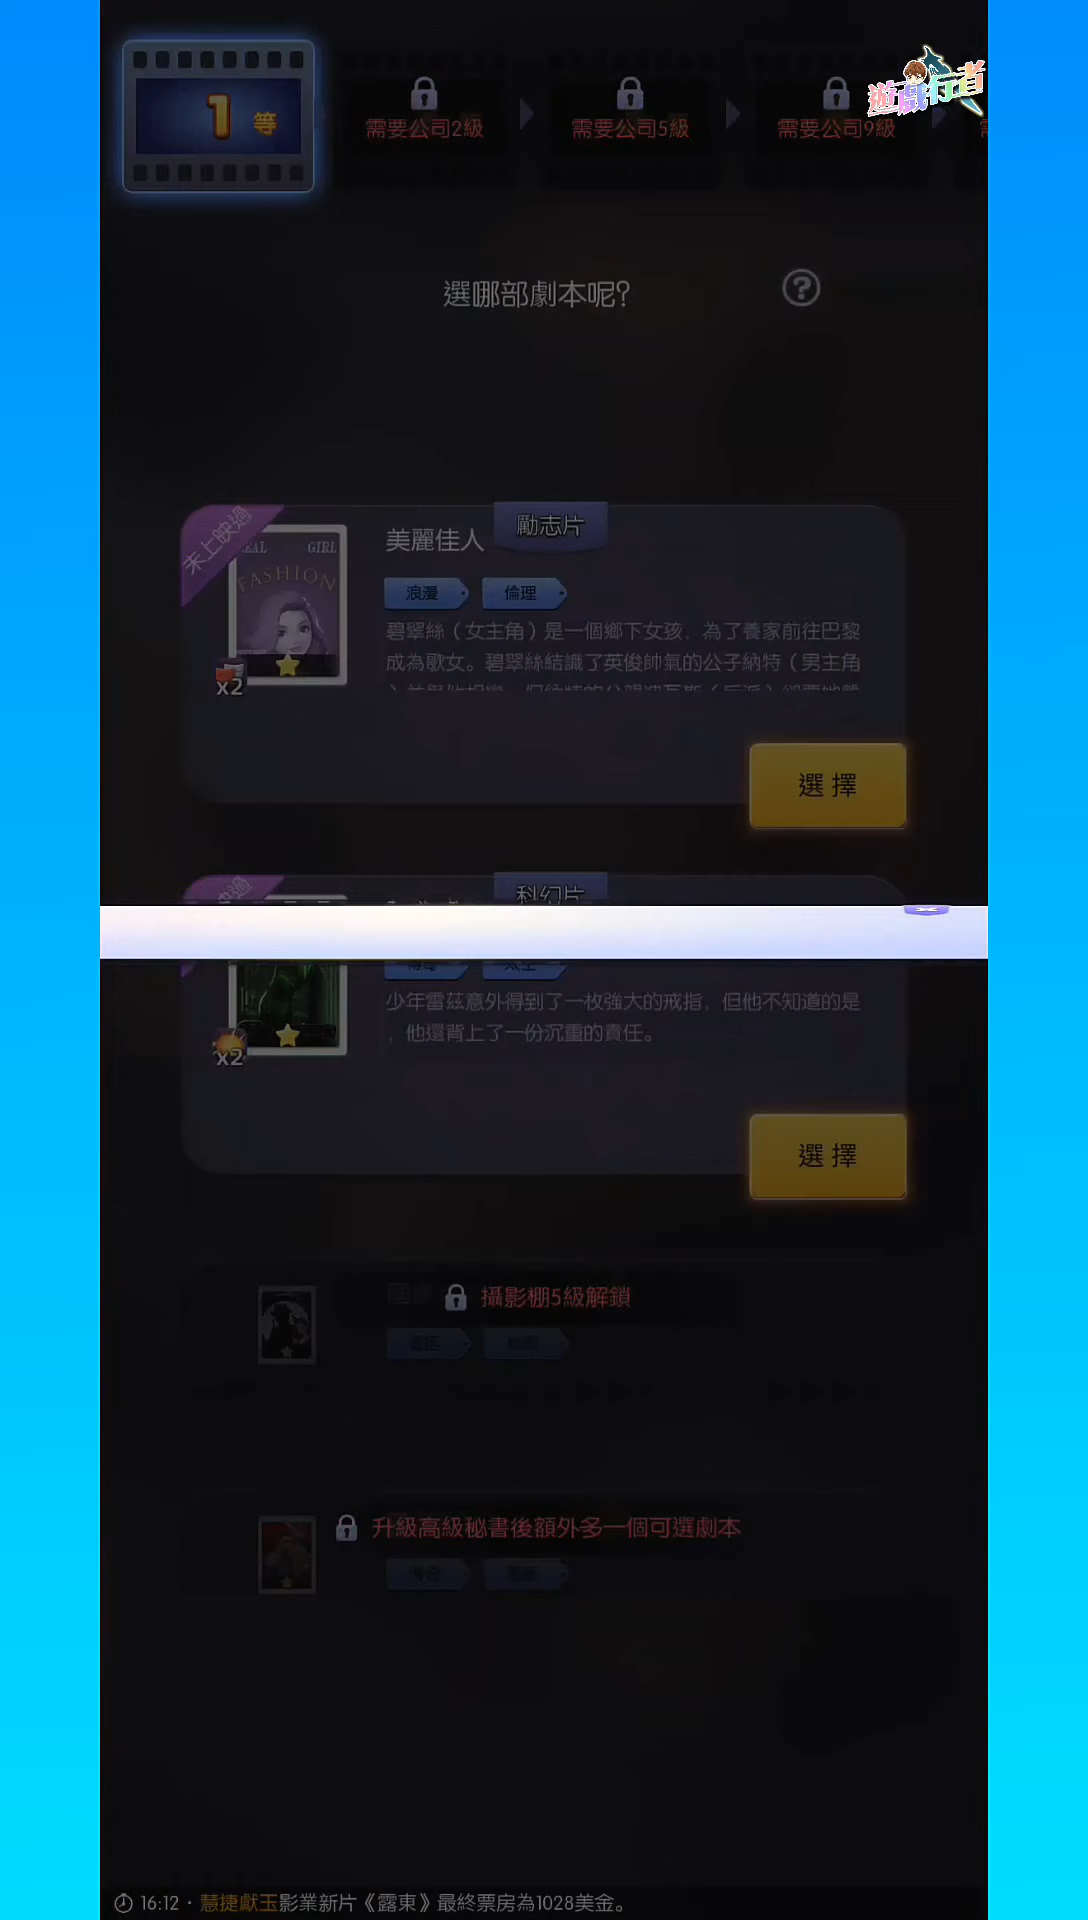 1 等
需要公司2級
需要公司5級
需要公司9級
遊戲行者
選哪部劇本呢?
未上映過
GIRL
FASHION
勵志片
美麗佳人
浪漫
倫理
碧翠絲（女主角）是一個鄉下女孩，為了養家前往巴黎
成為歌女。碧翠絲結識了英俊帥氣的公子納特（男主角
x2
選擇
科幻片
少年雷茲意外得到了一枚強大的戒指，但他不知道的是
，他還背上了一份沉重的責任。
x2
選擇
攝影棚5級解鎖
升級高級秘書後額外多一個可選劇本
16:12 · 慧捷獻玉影業新片《露東》最終票房為1028美金。